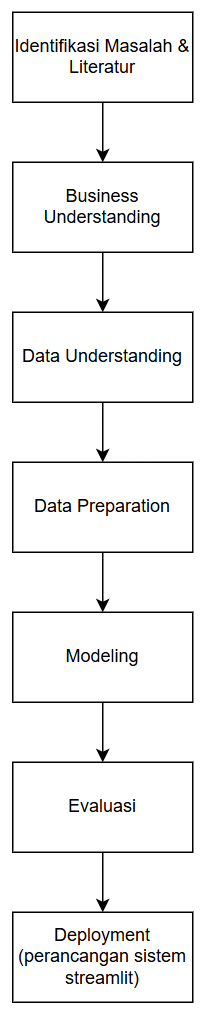 Identifikasi Masalah &
Literatur
Business
Understanding
Data Understanding
Data Preparation
Modeling
Evaluasi
Deployment
(perancangan sistem
streamlit)